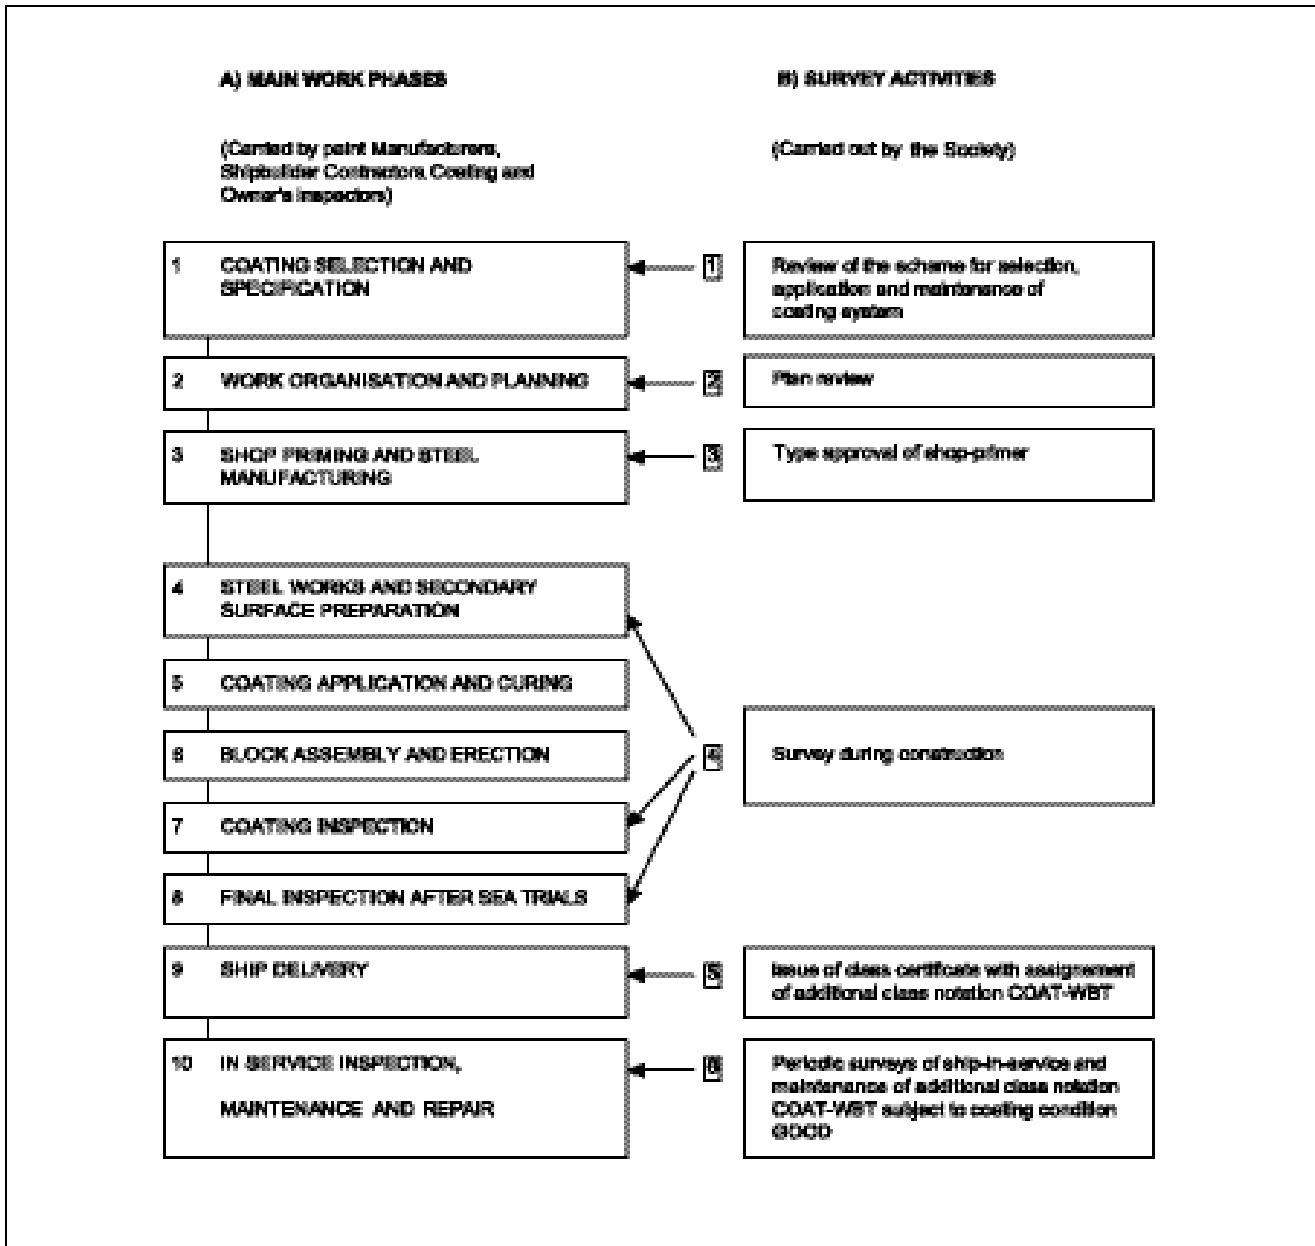 A) MAIN WORK PHASES
(Carried by paint Manufacturers,
Shipbuilder Contractors, Coating and
Owner's inspectors)
B) SURVEY ACTIVITIES
(Carried out by the Society)
1 COATING SELECTION AND
SPECIFICATION
1
Review of the scheme for selection,
application and maintenance of
coating system
2 WORK ORGANISATION AND PLANNING
2
Plan review
3 SHOP PRIMING AND STEEL
MANUFACTURING
3
Type approval of shop-primer
4 STEEL WORKS AND SECONDARY
SURFACE PREPARATION
5 COATING APPLICATION AND CURING
6 BLOCK ASSEMBLY AND ERECTION
4
Survey during construction
7 COATING INSPECTION
8 FINAL INSPECTION AFTER SEA TRIALS
9 SHIP DELIVERY
5
Issue of class certificate with assignement
of additional class notation COAT-WBT
10 IN SERVICE INSPECTION,
MAINTENANCE AND REPAIR
6
Periodic surveys of ship-in-service and
maintenance of additional class notation
COAT-WBT subject to coating condition
GOOD